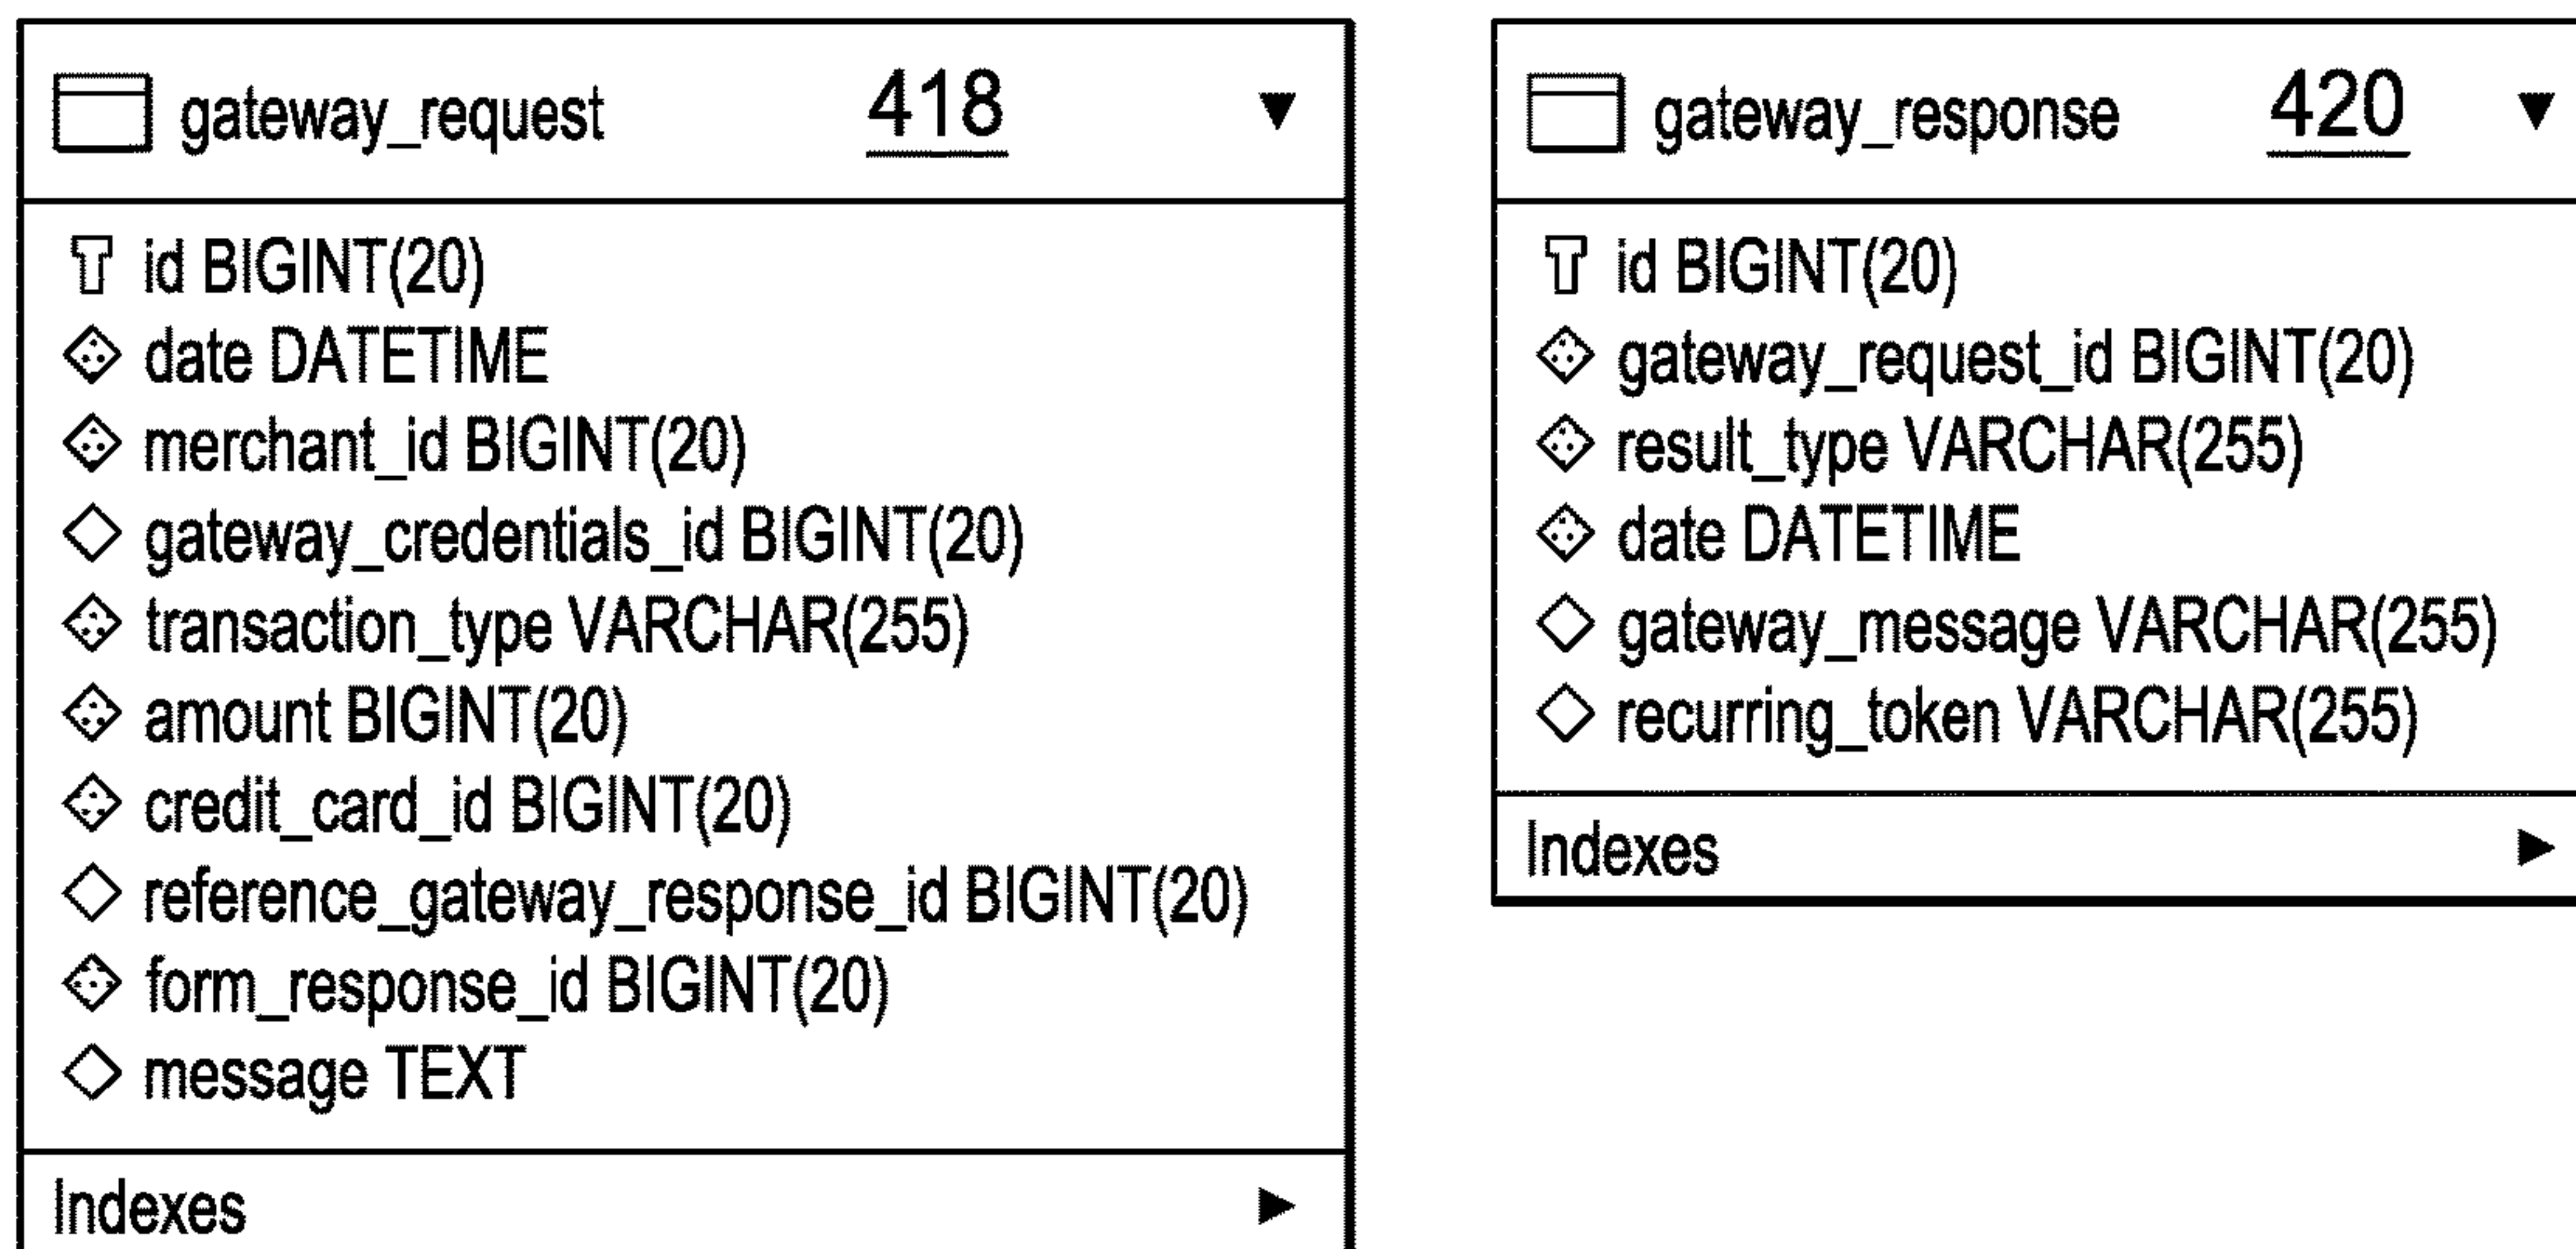 gateway_request 418
id BIGINT(20)
date DATETIME
merchant_id BIGINT(20)
gateway_credentials_id BIGINT(20)
transaction_type VARCHAR(255)
amount BIGINT(20)
credit_card_id BIGINT(20)
reference_gateway_response_id BIGINT(20)
form_response_id BIGINT(20)
message TEXT
Indexes
gateway_response 420
id BIGINT(20)
gateway_request_id BIGINT(20)
result_type VARCHAR(255)
date DATETIME
gateway_message VARCHAR(255)
recurring_token VARCHAR(255)
Indexes